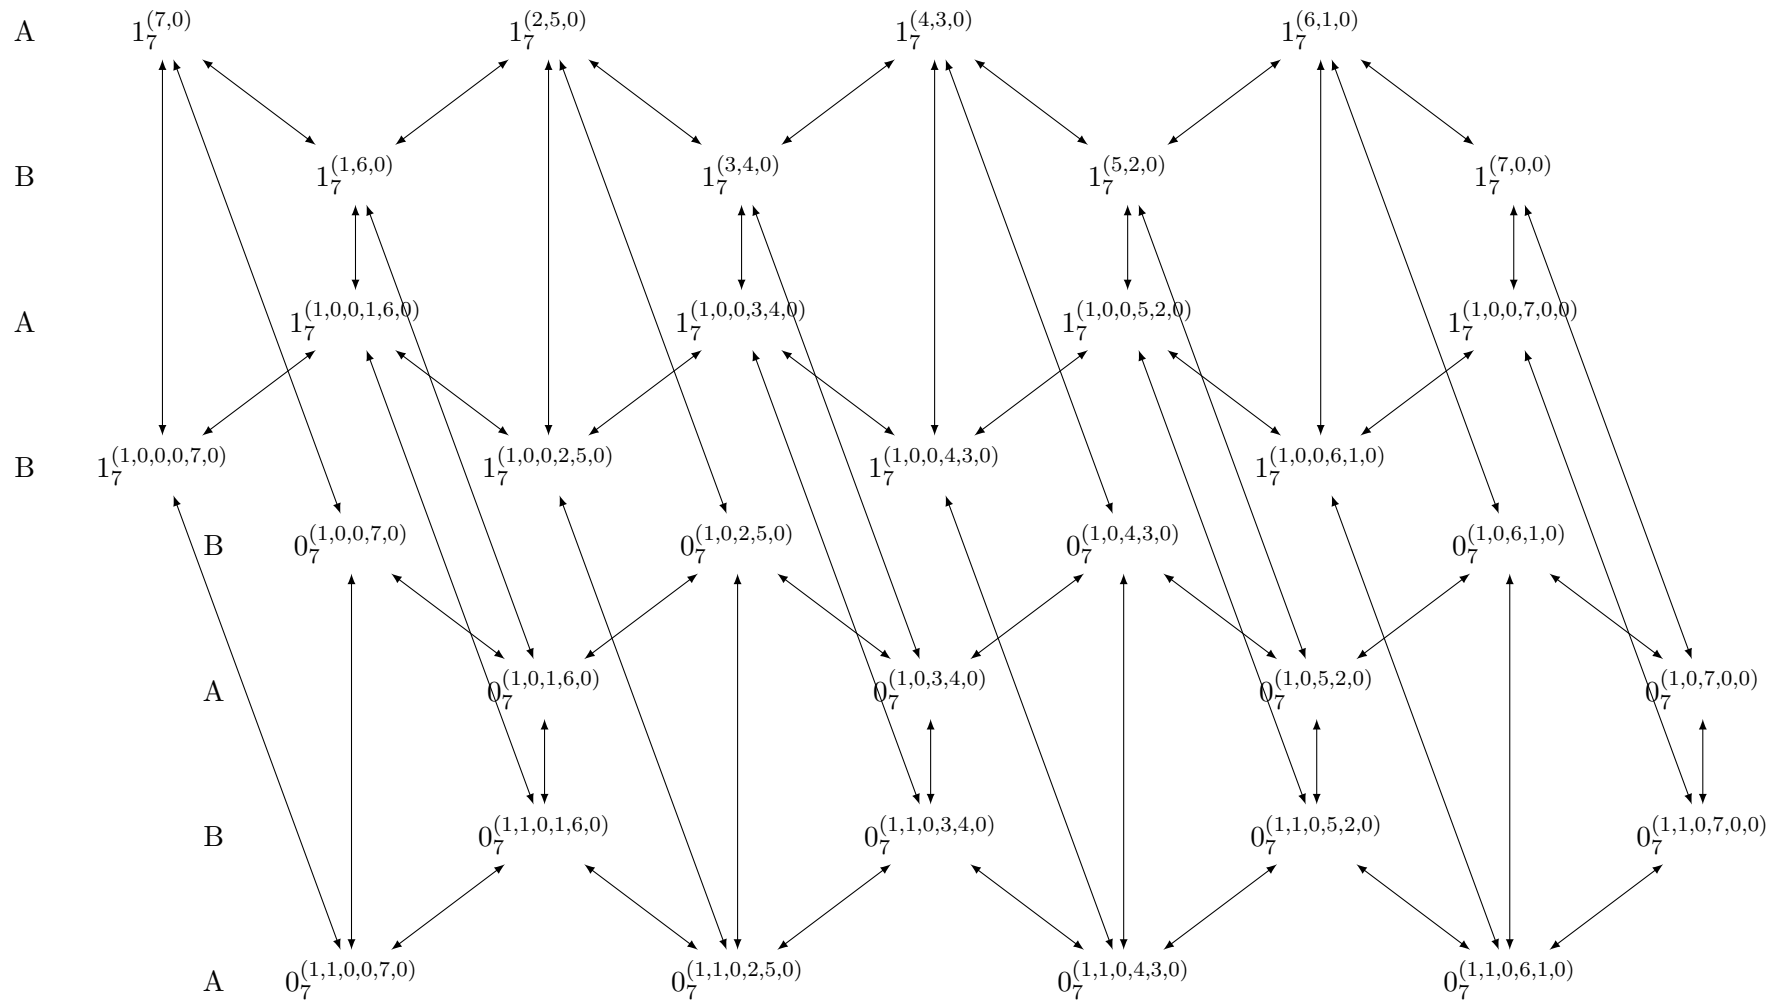 A 1_7^{(7,0)} 1_7^{(2,5,0)} 1_7^{(4,3,0)} 1_7^{(6,1,0)}
B 1_7^{(1,6,0)} 1_7^{(3,4,0)} 1_7^{(5,2,0)} 1_7^{(7,0,0)}
A 1_7^{(1,0,0,1,6,0)} 1_7^{(1,0,0,3,4,0)} 1_7^{(1,0,0,5,2,0)} 1_7^{(1,0,0,7,0,0)}
B 1_7^{(1,0,0,0,7,0)} 1_7^{(1,0,0,2,5,0)} 1_7^{(1,0,0,4,3,0)} 1_7^{(1,0,0,6,1,0)}
B 0_7^{(1,0,0,7,0)} 0_7^{(1,0,2,5,0)} 0_7^{(1,0,4,3,0)} 0_7^{(1,0,6,1,0)}
A 0_7^{(1,0,1,6,0)} 0_7^{(1,0,3,4,0)} 0_7^{(1,0,5,2,0)} 0_7^{(1,0,7,0,0)}
B 0_7^{(1,1,0,1,6,0)} 0_7^{(1,1,0,3,4,0)} 0_7^{(1,1,0,5,2,0)} 0_7^{(1,1,0,7,0,0)}
A 0_7^{(1,1,0,0,7,0)} 0_7^{(1,1,0,2,5,0)} 0_7^{(1,1,0,4,3,0)} 0_7^{(1,1,0,6,1,0)}